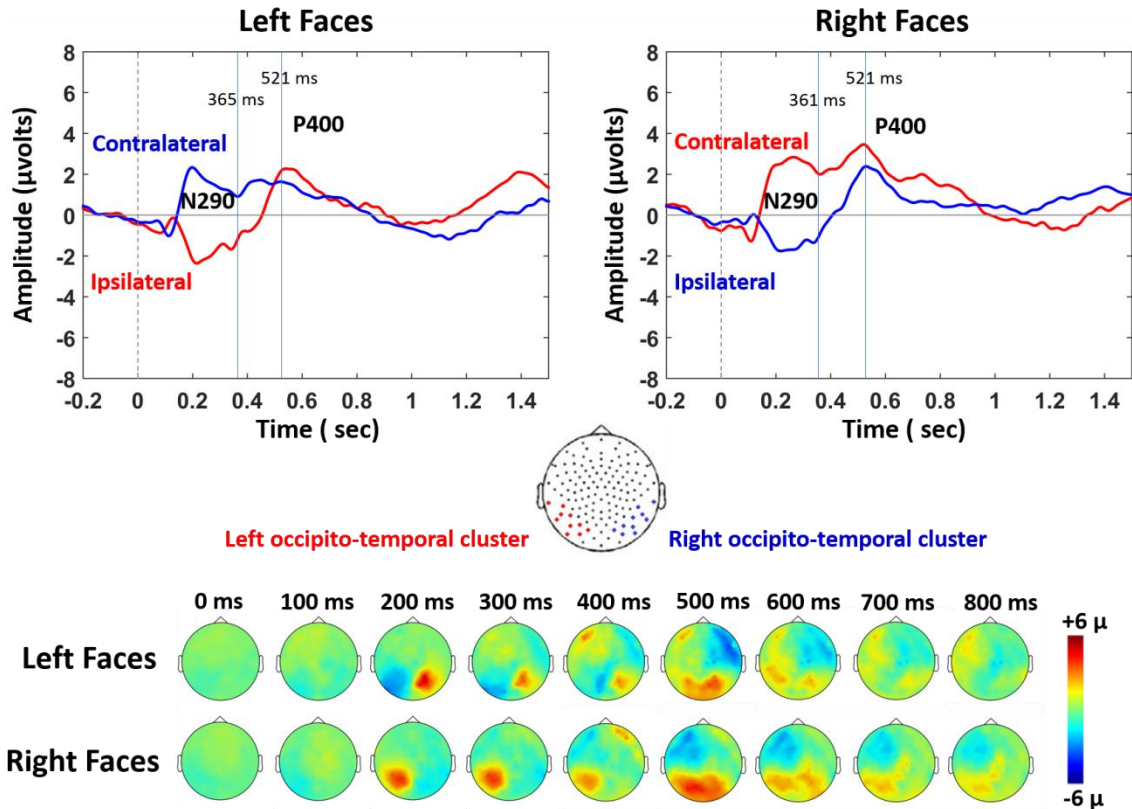 Left Faces
8
6
4
2
0
-2
-4
-6
-8
Amplitude (µvolts)
-0.2 0 0.2 0.4 0.6 0.8 1 1.2 1.4
Time ( sec)
521 ms
365 ms
P400
Contralateral
N290
Ipsilateral
Right Faces
8
6
4
2
0
-2
-4
-6
-8
Amplitude (µvolts)
-0.2 0 0.2 0.4 0.6 0.8 1 1.2 1.4
Time ( sec)
521 ms
361 ms
P400
Contralateral
N290
Ipsilateral
Left occipito-temporal cluster
Right occipito-temporal cluster
0 ms 100 ms 200 ms 300 ms 400 ms 500 ms 600 ms 700 ms 800 ms
Left Faces
Right Faces
+6 µ
-6 µ